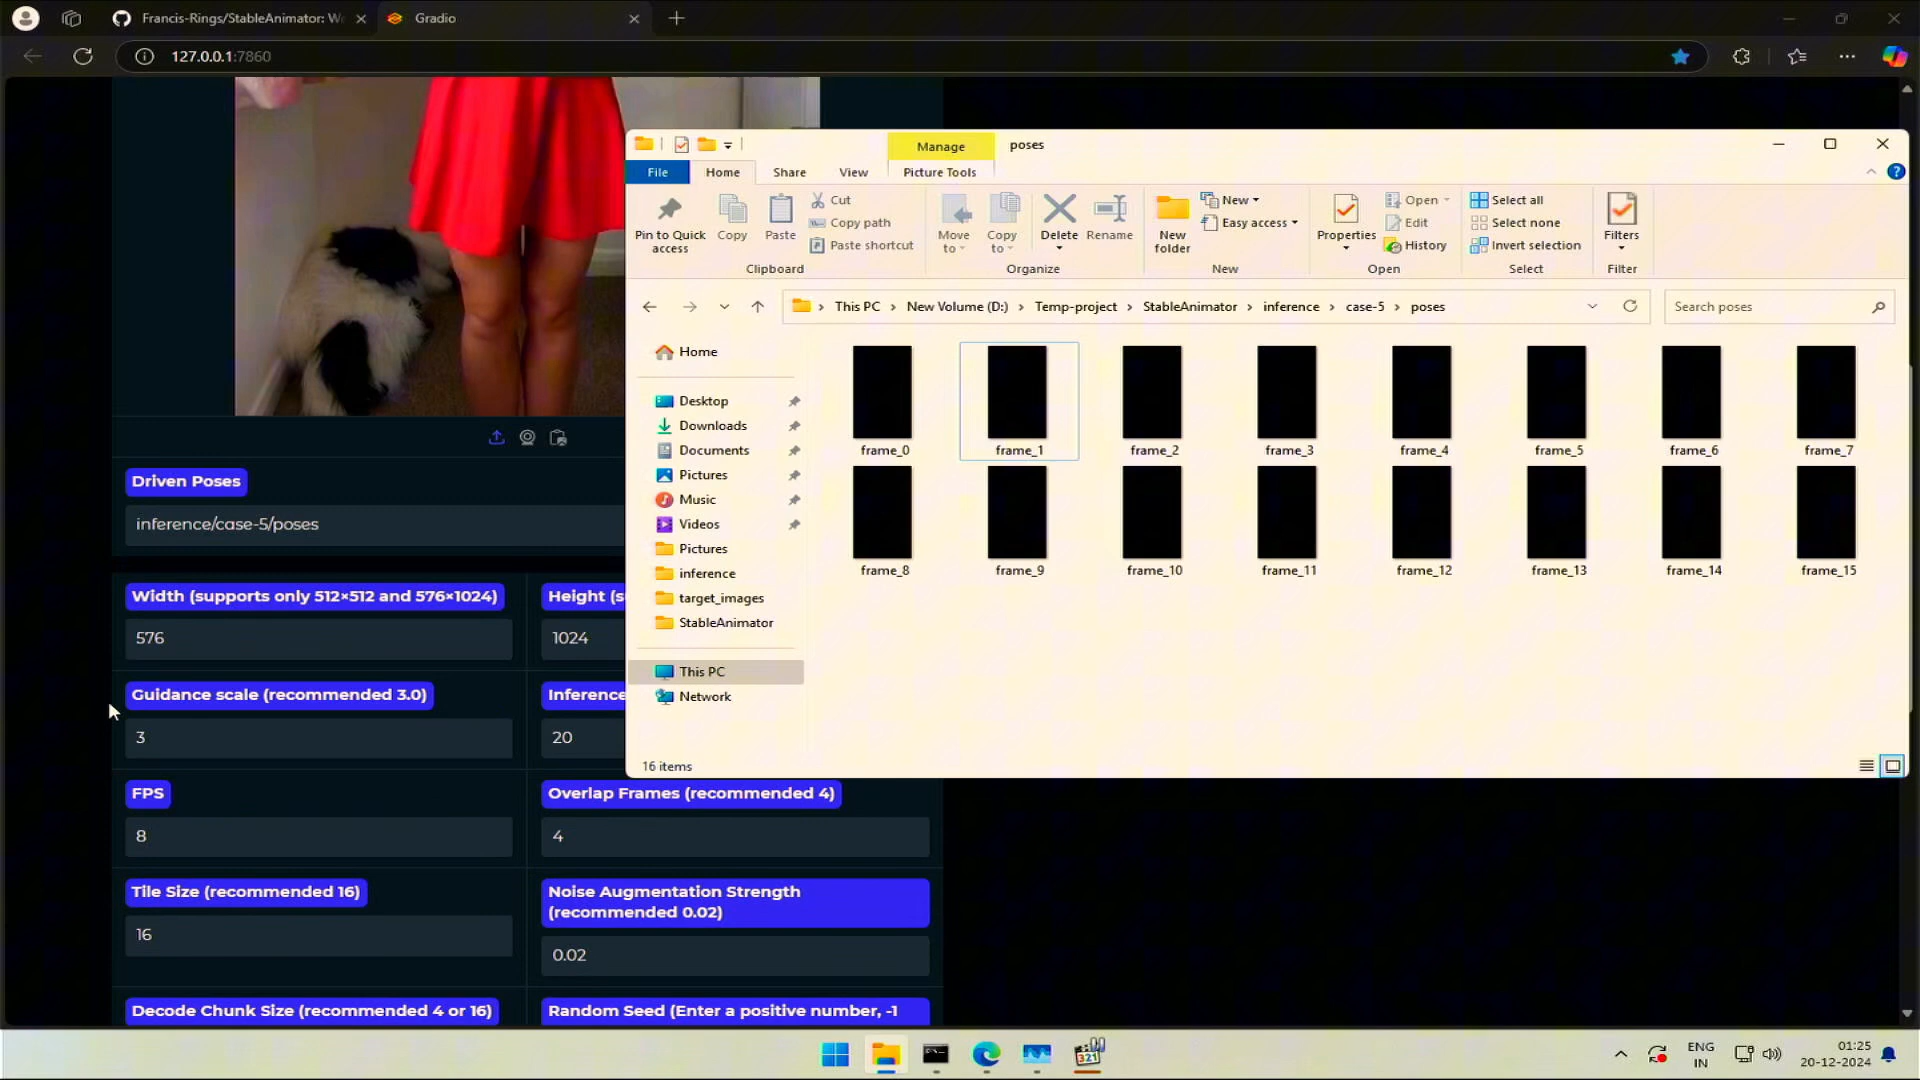 Francis-Rings/StableAnimator: We
Gradio
127.0.0.1:7860
Manage
poses
File
Home
Share
View
Picture Tools
Pin to Quick access
Copy
Paste
Cut
Copy path
Paste shortcut
Move to
Copy to
Delete
Rename
New folder
New
Easy access
Properties
Open
Edit
History
Select all
Select none
Invert selection
Filters
Clipboard
Organize
New
Open
Select
Filter
This PC
New Volume (D:)
Temp-project
StableAnimator
inference
case-5
poses
Search poses
Home
Desktop
Downloads
Documents
Pictures
Music
Videos
Pictures
inference
target_images
StableAnimator
This PC
Network
frame_0
frame_1
frame_2
frame_3
frame_4
frame_5
frame_6
frame_7
frame_8
frame_9
frame_10
frame_11
frame_12
frame_13
frame_14
frame_15
16 items
Driven Poses
inference/case-5/poses
Width (supports only 512×512 and 576×1024)
576
Height (s
1024
Guidance scale (recommended 3.0)
3
Inference
20
FPS
8
Overlap Frames (recommended 4)
4
Tile Size (recommended 16)
16
Noise Augmentation Strength
(recommended 0.02)
0.02
Decode Chunk Size (recommended 4 or 16)
Random Seed (Enter a positive number, -1
321
ENG
IN
01:25
20-12-2024